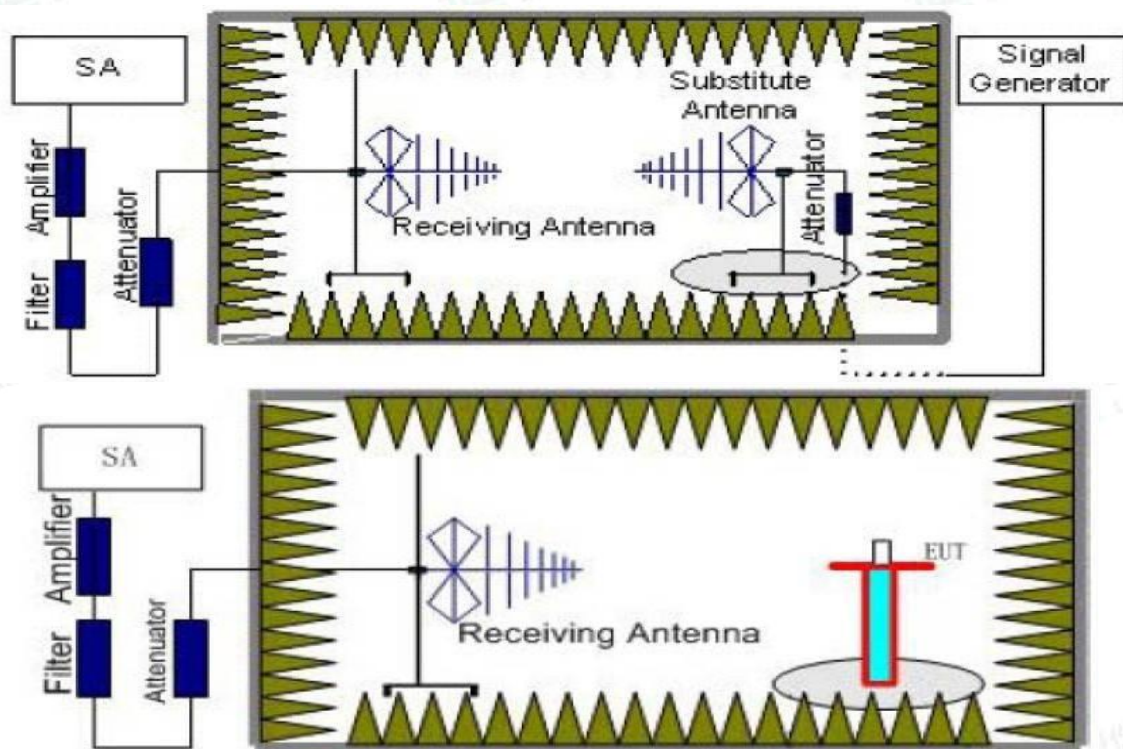 SA
Signal
Generator
Substitute
Antenna
Amplifier
Attenuator
Attenuator
Receiving Antenna
Filter
SA
Amplifier
EUT
Receiving Antenna
Filter
Attenuator